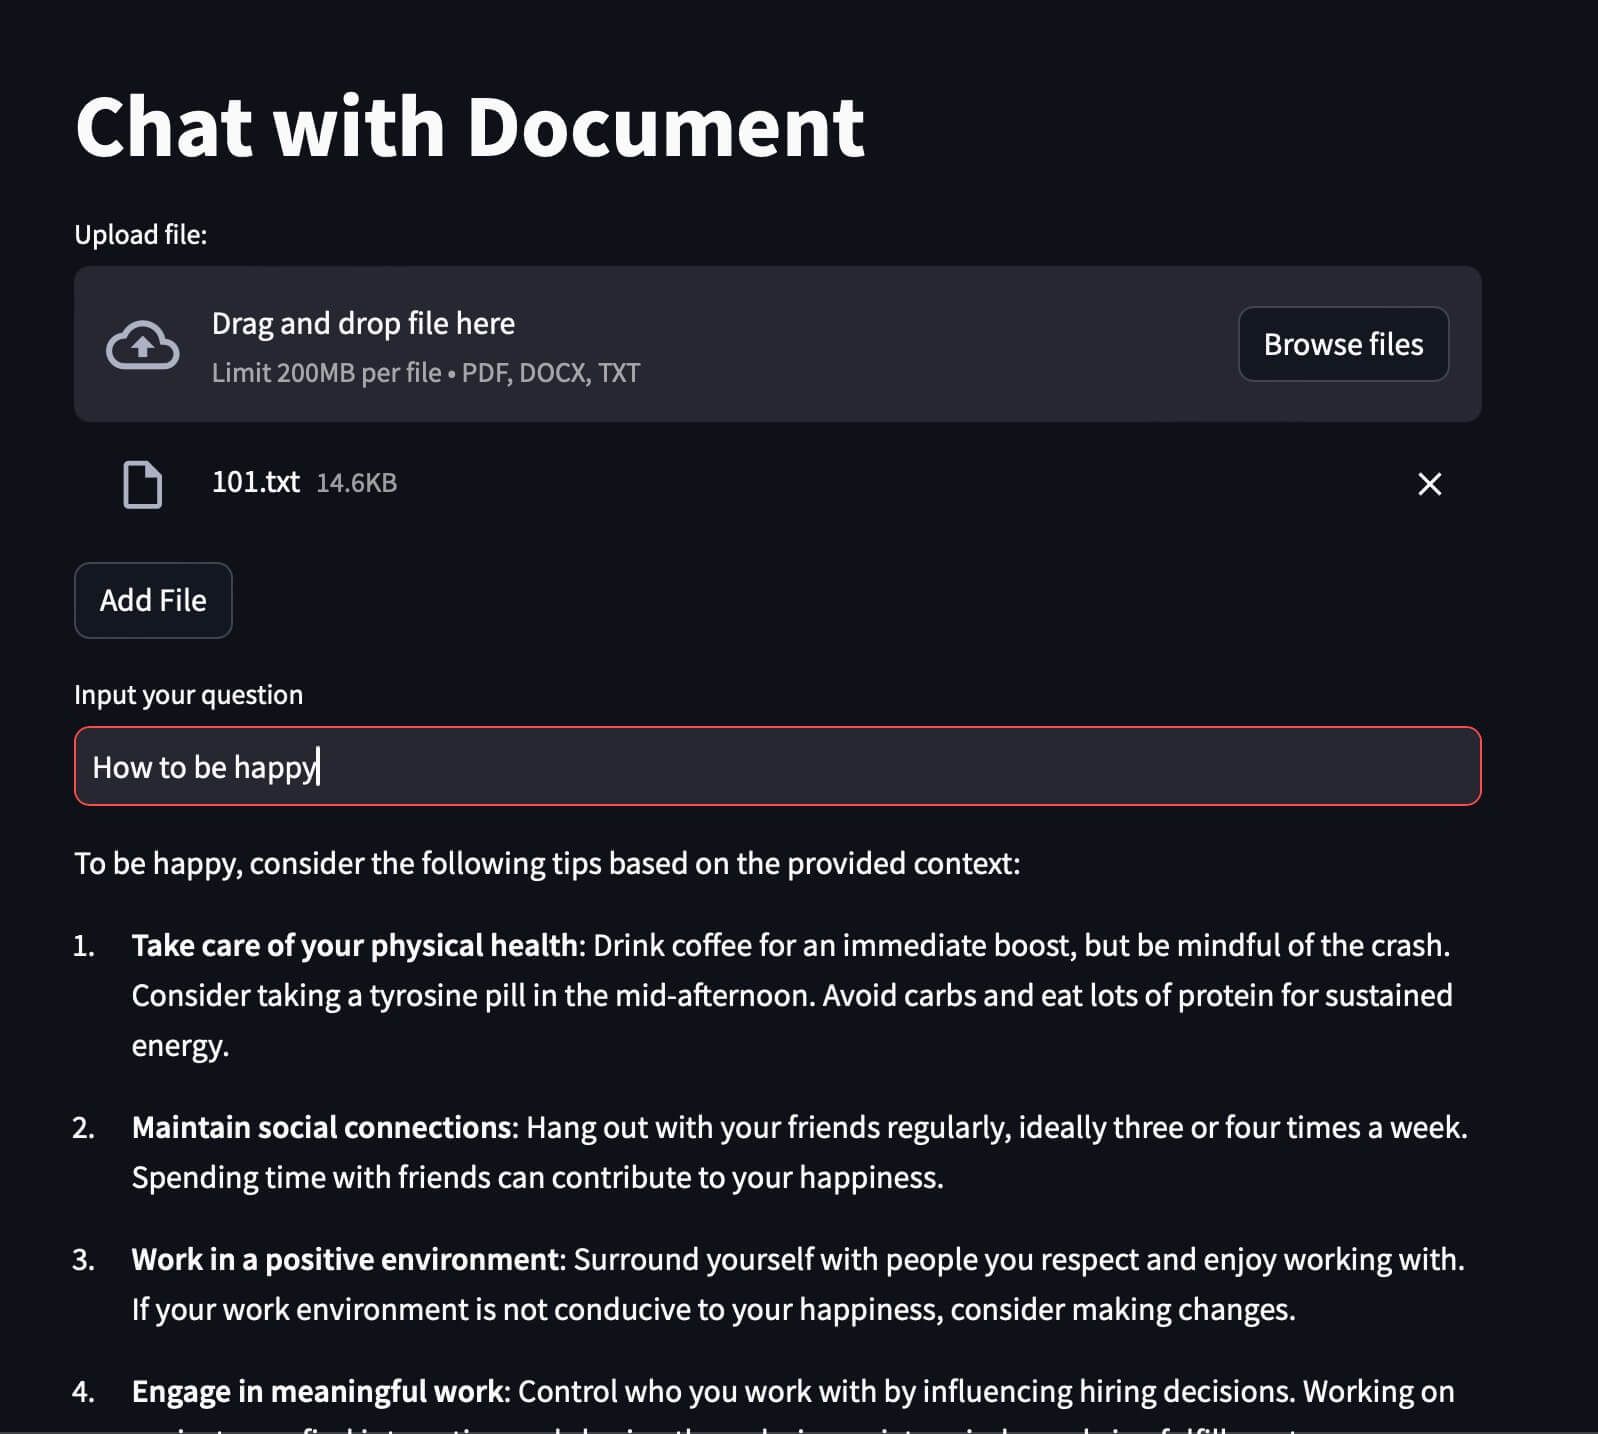 Chat with Document
Upload file:
Drag and drop file here
Limit 200MB per file • PDF, DOCX, TXT
Browse files
101.txt 14.6KB
Add File
Input your question
How to be happy
To be happy, consider the following tips based on the provided context:
1. Take care of your physical health: Drink coffee for an immediate boost, but be mindful of the crash.
Consider taking a tyrosine pill in the mid-afternoon. Avoid carbs and eat lots of protein for sustained
energy.
2. Maintain social connections: Hang out with your friends regularly, ideally three or four times a week.
Spending time with friends can contribute to your happiness.
3. Work in a positive environment: Surround yourself with people you respect and enjoy working with.
If your work environment is not conducive to your happiness, consider making changes.
4. Engage in meaningful work: Control who you work with by influencing hiring decisions. Working on